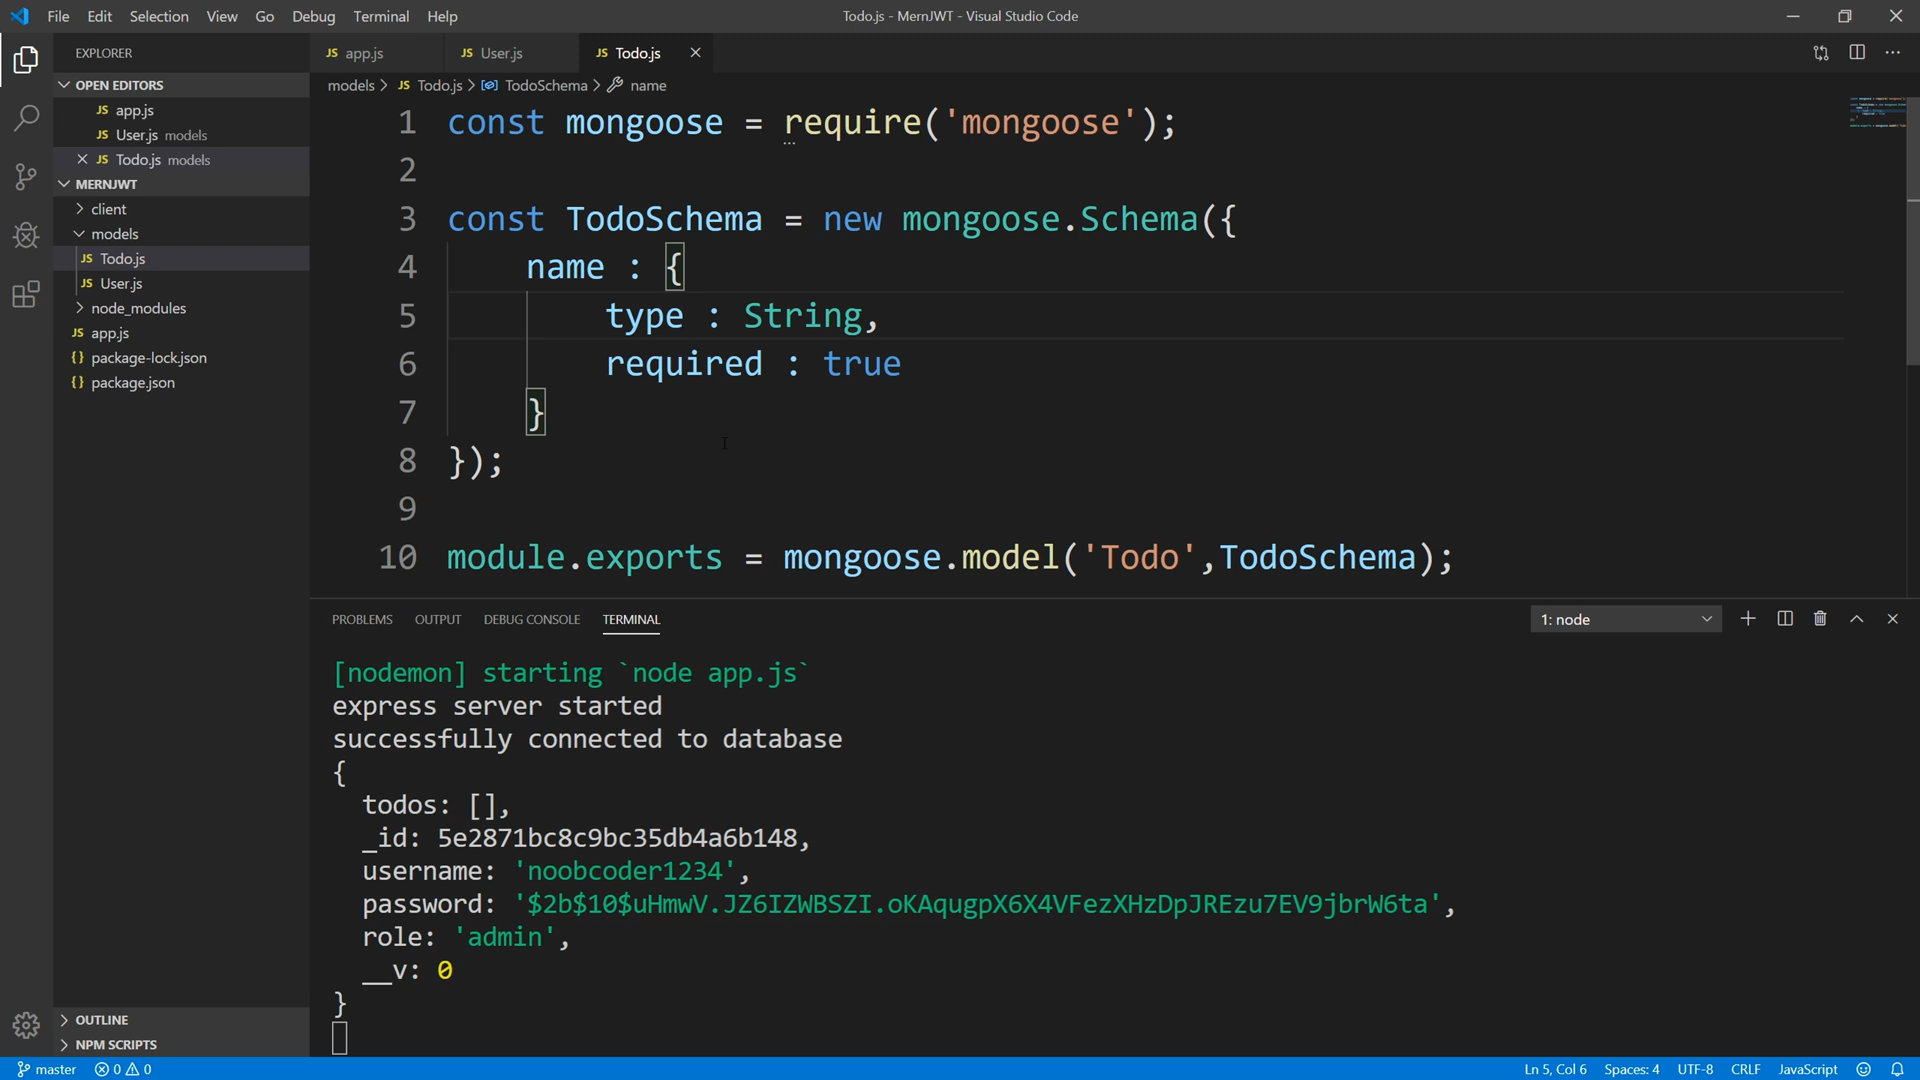 File Edit Selection View Go Debug Terminal Help
Todo.js - MernJWT - Visual Studio Code
EXPLORER
OPEN EDITORS
JS app.js
JS User.js models
JS Todo.js models
MERNJWT
client
models
JS Todo.js
JS User.js
node_modules
JS app.js
{} package-lock.json
{} package.json
OUTLINE
NPM SCRIPTS
JS app.js JS User.js JS Todo.js
models > JS Todo.js > TodoSchema > name
1 const mongoose = require('mongoose');
2
3 const TodoSchema = new mongoose.Schema({
4 name : {
5 type : String,
6 required : true
7 }
8 });
9
10 module.exports = mongoose.model('Todo',TodoSchema);
PROBLEMS OUTPUT DEBUG CONSOLE TERMINAL
1: node
[nodemon] starting `node app.js`
express server started
successfully connected to database
{
todos: [],
_id: 5e2871bc8c9bc35db4a6b148,
username: 'noobcoder1234',
password: '$2b$10$uHmwV.JZ6IZWBSZI.oKAqugpX6X4VFezXHzDpJREzu7EV9jbrW6ta',
role: 'admin',
__v: 0
}
master 0 0
Ln 5, Col 6 Spaces: 4 UTF-8 CRLF JavaScript